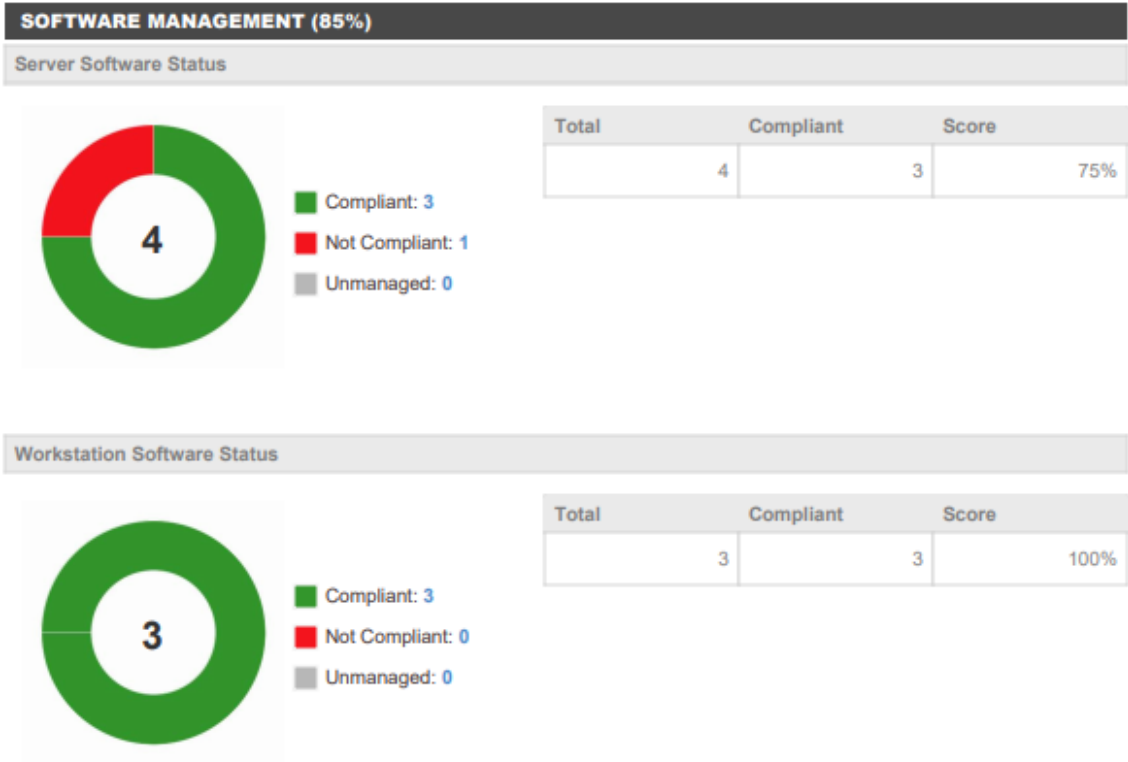 SOFTWARE MANAGEMENT (85%)
Server Software Status
4
Compliant: 3
Not Compliant: 1
Unmanaged: 0
Total Compliant Score
4 3 75%
Workstation Software Status
3
Compliant: 3
Not Compliant: 0
Unmanaged: 0
Total Compliant Score
3 3 100%